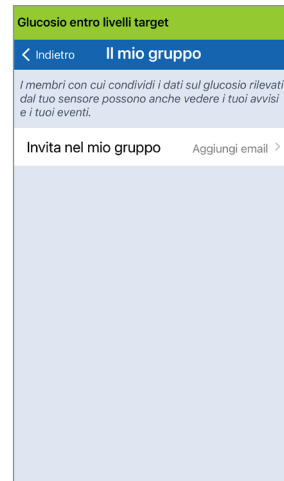 Glucosio entro livelli target
Indietro Il mio gruppo
I membri con cui condividi i dati sul glucosio rilevati
dal tuo sensore possono anche vedere i tuoi avvisi
e i tuoi eventi.
Invita nel mio gruppo Aggiungi email